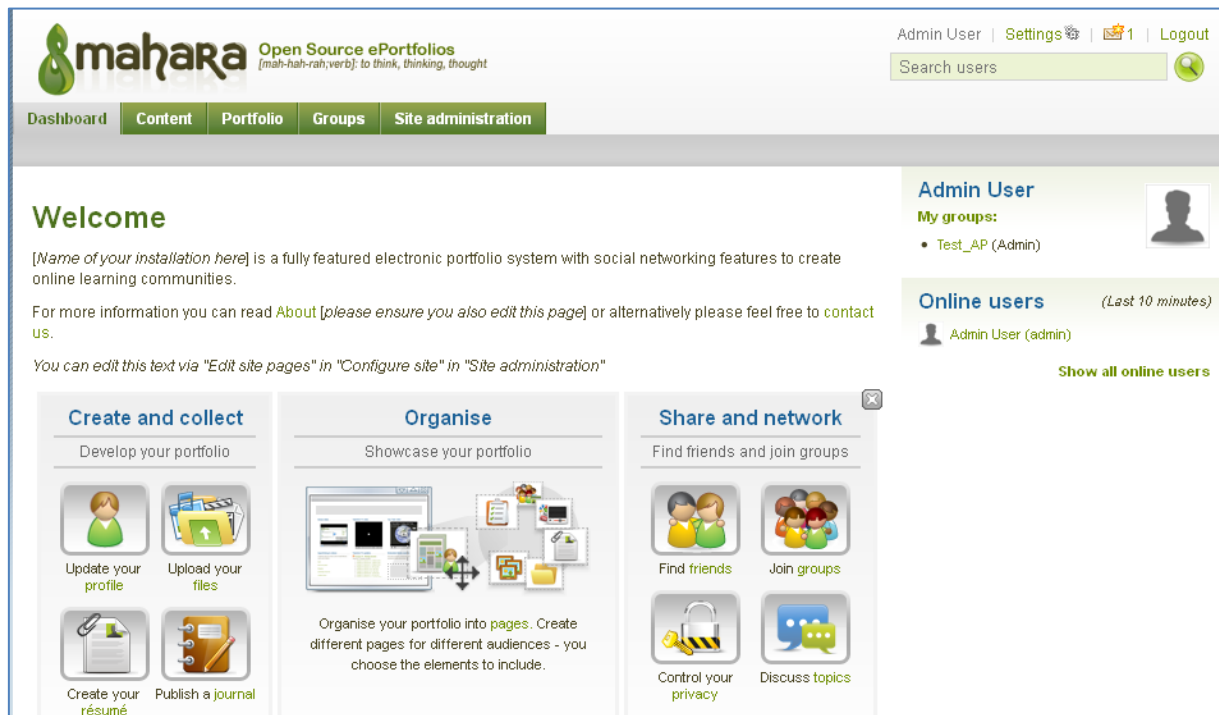 mahara Open Source ePortfolios
[mah-hah-rah;verb]: to think, thinking, thought
Admin User | Settings | 1 | Logout
Search users
Dashboard Content Portfolio Groups Site administration
Welcome
[Name of your installation here] is a fully featured electronic portfolio system with social networking features to create
online learning communities.
For more information you can read About [please ensure you also edit this page] or alternatively please feel free to contact
us.
You can edit this text via "Edit site pages" in "Configure site" in "Site administration"
Create and collect
Develop your portfolio
Update your
profile
Upload your
files
Create your
résumé
Publish a journal
Organise
Showcase your portfolio
Organise your portfolio into pages. Create
different pages for different audiences - you
choose the elements to include.
Share and network
Find friends and join groups
Find friends
Join groups
Control your
privacy
Discuss topics
Admin User
My groups:
• Test_AP (Admin)
Online users (Last 10 minutes)
Admin User (admin)
Show all online users